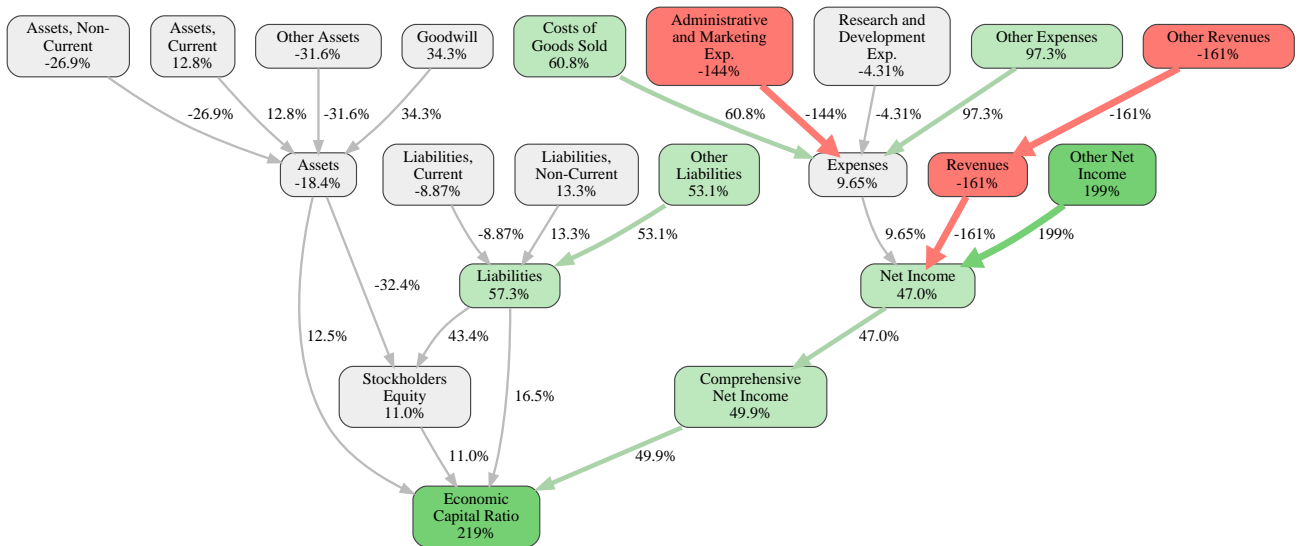 Assets, Non-
Current
-26.9%
Assets,
Current
12.8%
Other Assets
-31.6%
Goodwill
34.3%
Costs of
Goods Sold
60.8%
Administrative
and Marketing
Exp.
-144%
Research and
Development
Exp.
-4.31%
Other Expenses
97.3%
Other Revenues
-161%
-26.9%
12.8%
-31.6%
34.3%
60.8%
-144%
-4.31%
97.3%
-161%
Assets
-18.4%
Liabilities,
Current
-8.87%
Liabilities,
Non-Current
13.3%
Other
Liabilities
53.1%
Expenses
9.65%
Revenues
-161%
Other Net
Income
199%
-8.87%
13.3%
53.1%
9.65%
-161%
199%
Liabilities
57.3%
Net Income
47.0%
-32.4%
12.5%
43.4%
16.5%
47.0%
Stockholders
Equity
11.0%
Comprehensive
Net Income
49.9%
11.0%
49.9%
Economic
Capital Ratio
219%